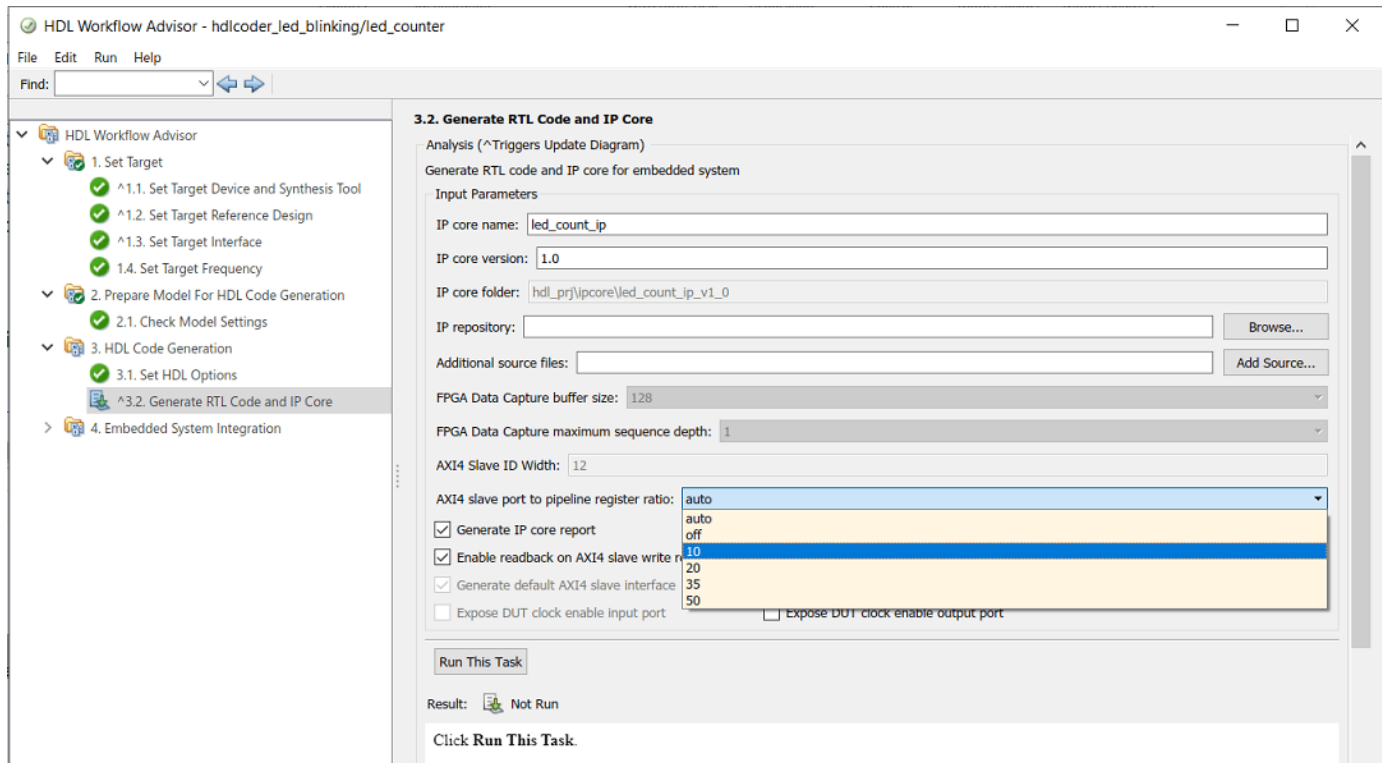 HDL Workflow Advisor - hdlcoder_led_blinking/led_counter
File Edit Run Help
Find:
HDL Workflow Advisor
1. Set Target
^1.1. Set Target Device and Synthesis Tool
^1.2. Set Target Reference Design
^1.3. Set Target Interface
1.4. Set Target Frequency
2. Prepare Model For HDL Code Generation
2.1. Check Model Settings
3. HDL Code Generation
3.1. Set HDL Options
^3.2. Generate RTL Code and IP Core
4. Embedded System Integration
3.2. Generate RTL Code and IP Core
Analysis (^Triggers Update Diagram)
Generate RTL code and IP core for embedded system
Input Parameters
IP core name: led_count_ip
IP core version: 1.0
IP core folder: hdl_prj\ipcore\led_count_ip_v1_0
IP repository: Browse...
Additional source files: Add Source...
FPGA Data Capture buffer size: 128
FPGA Data Capture maximum sequence depth: 1
AXI4 Slave ID Width: 12
AXI4 slave port to pipeline register ratio: auto
auto
off
10
20
35
50
Generate IP core report
Enable readback on AXI4 slave write
Generate default AXI4 slave interface
Expose DUT clock enable input port Expose DUT clock enable output port
Run This Task
Result: Not Run
Click Run This Task.